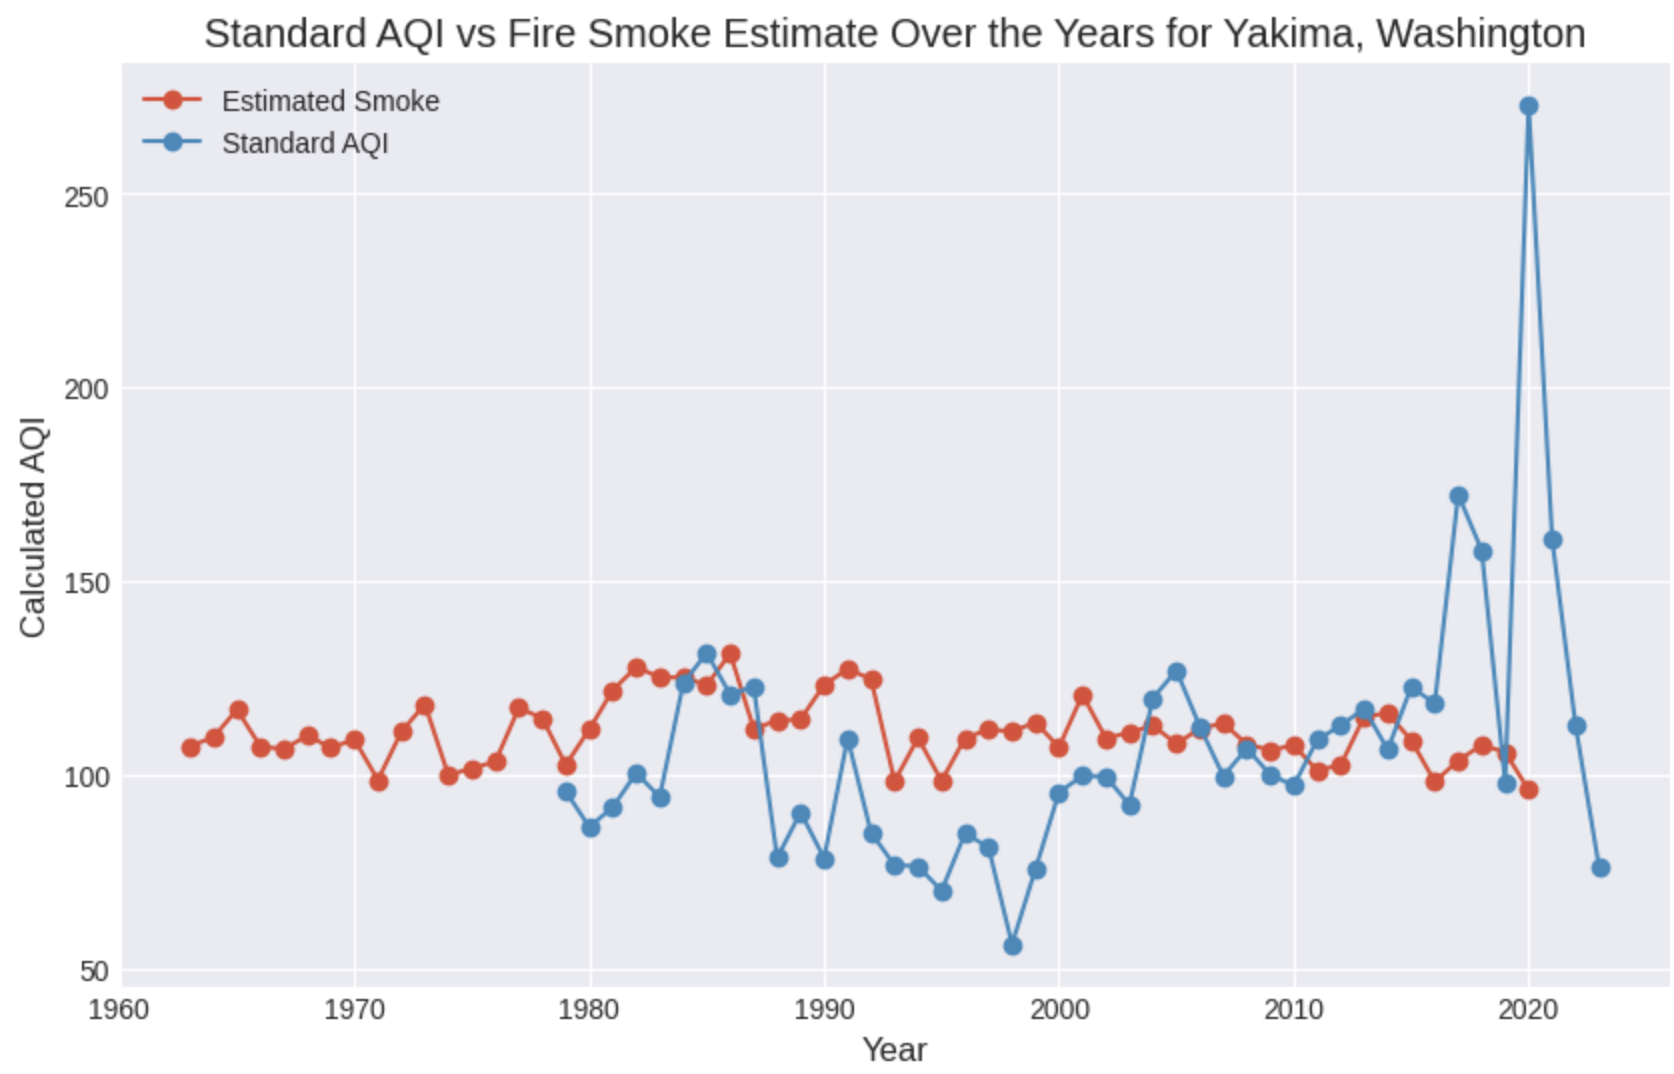 Standard AQI vs Fire Smoke Estimate Over the Years for Yakima, Washington
Estimated Smoke
Standard AQI
250
200
150
100
50
Calculated AQI
1960 1970 1980 1990 2000 2010 2020
Year